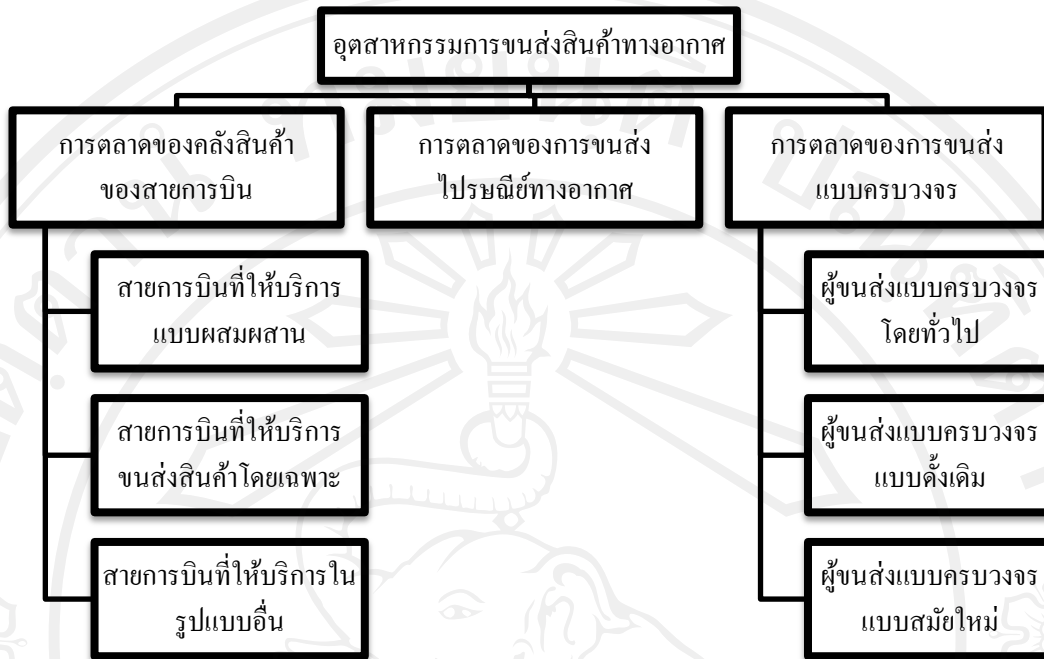 อุตสาหกรรมการขนส่งสินค้าทางอากาศ
การตลาดของคลังสินค้า
ของสายการบิน
การตลาดของการขนส่ง
ไปรษณีย์ทางอากาศ
การตลาดของการขนส่ง
แบบครบวงจร
สายการบินที่ให้บริการ
แบบผสมผสาน
สายการบินที่ให้บริการ
ขนส่งสินค้าโดยเฉพาะ
สายการบินที่ให้บริการใน
รูปแบบอื่น
ผู้ขนส่งแบบครบวงจร
โดยทั่วไป
ผู้ขนส่งแบบครบวงจร
แบบดั้งเดิม
ผู้ขนส่งแบบครบวงจร
แบบสมัยใหม่